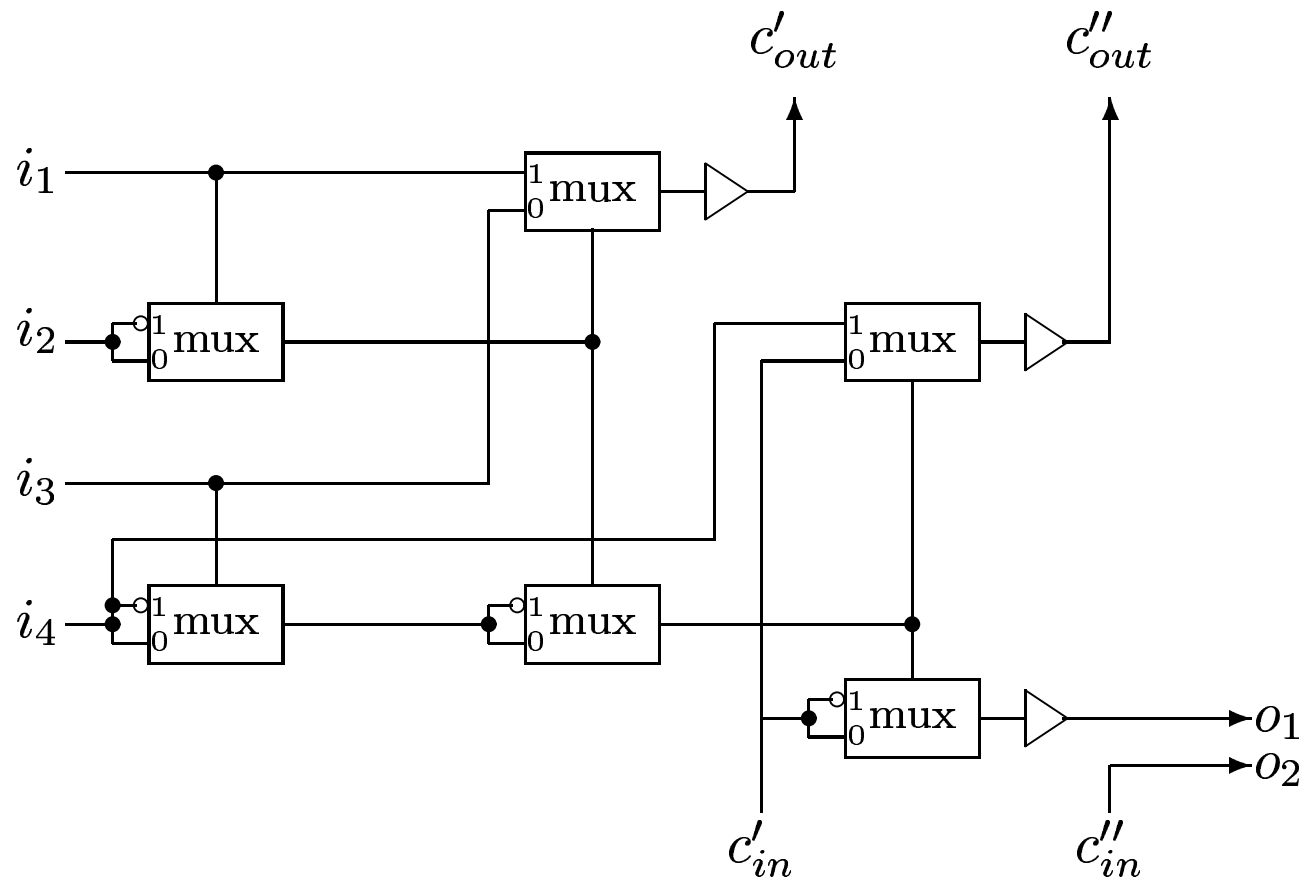 c′out c″out
i1 1 mux
0
i2 1 mux 0
1 mux 0
i3
i4 1 mux 0
1 mux 0
1 mux 0
o1
o2
c′in c″in